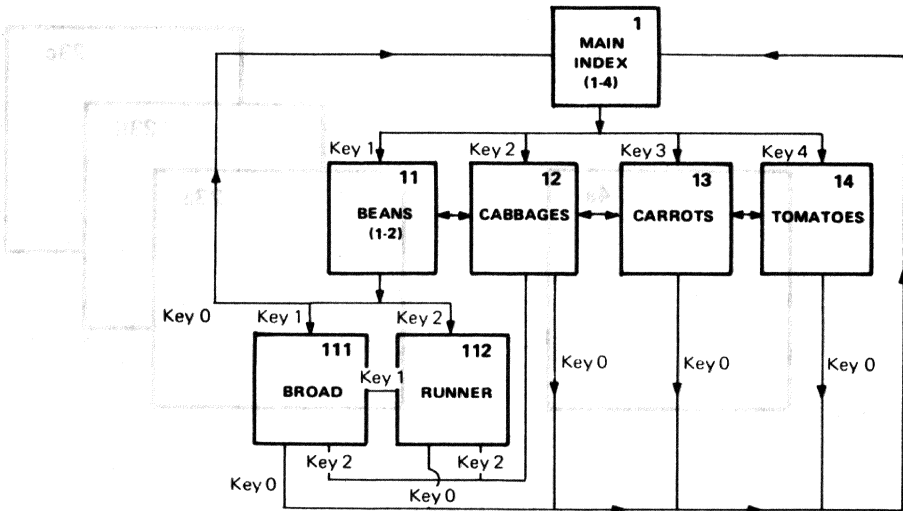 1
MAIN
INDEX
(1-4)
Key 1
Key 2
Key 3
Key 4
11
BEANS
(1-2)
12
CABBAGES
13
CARROTS
14
TOMATOES
Key 0
Key 1
Key 2
111
BROAD
Key 1
112
RUNNER
Key 0
Key 0
Key 0
Key 2
Key 2
Key 0
Key 0